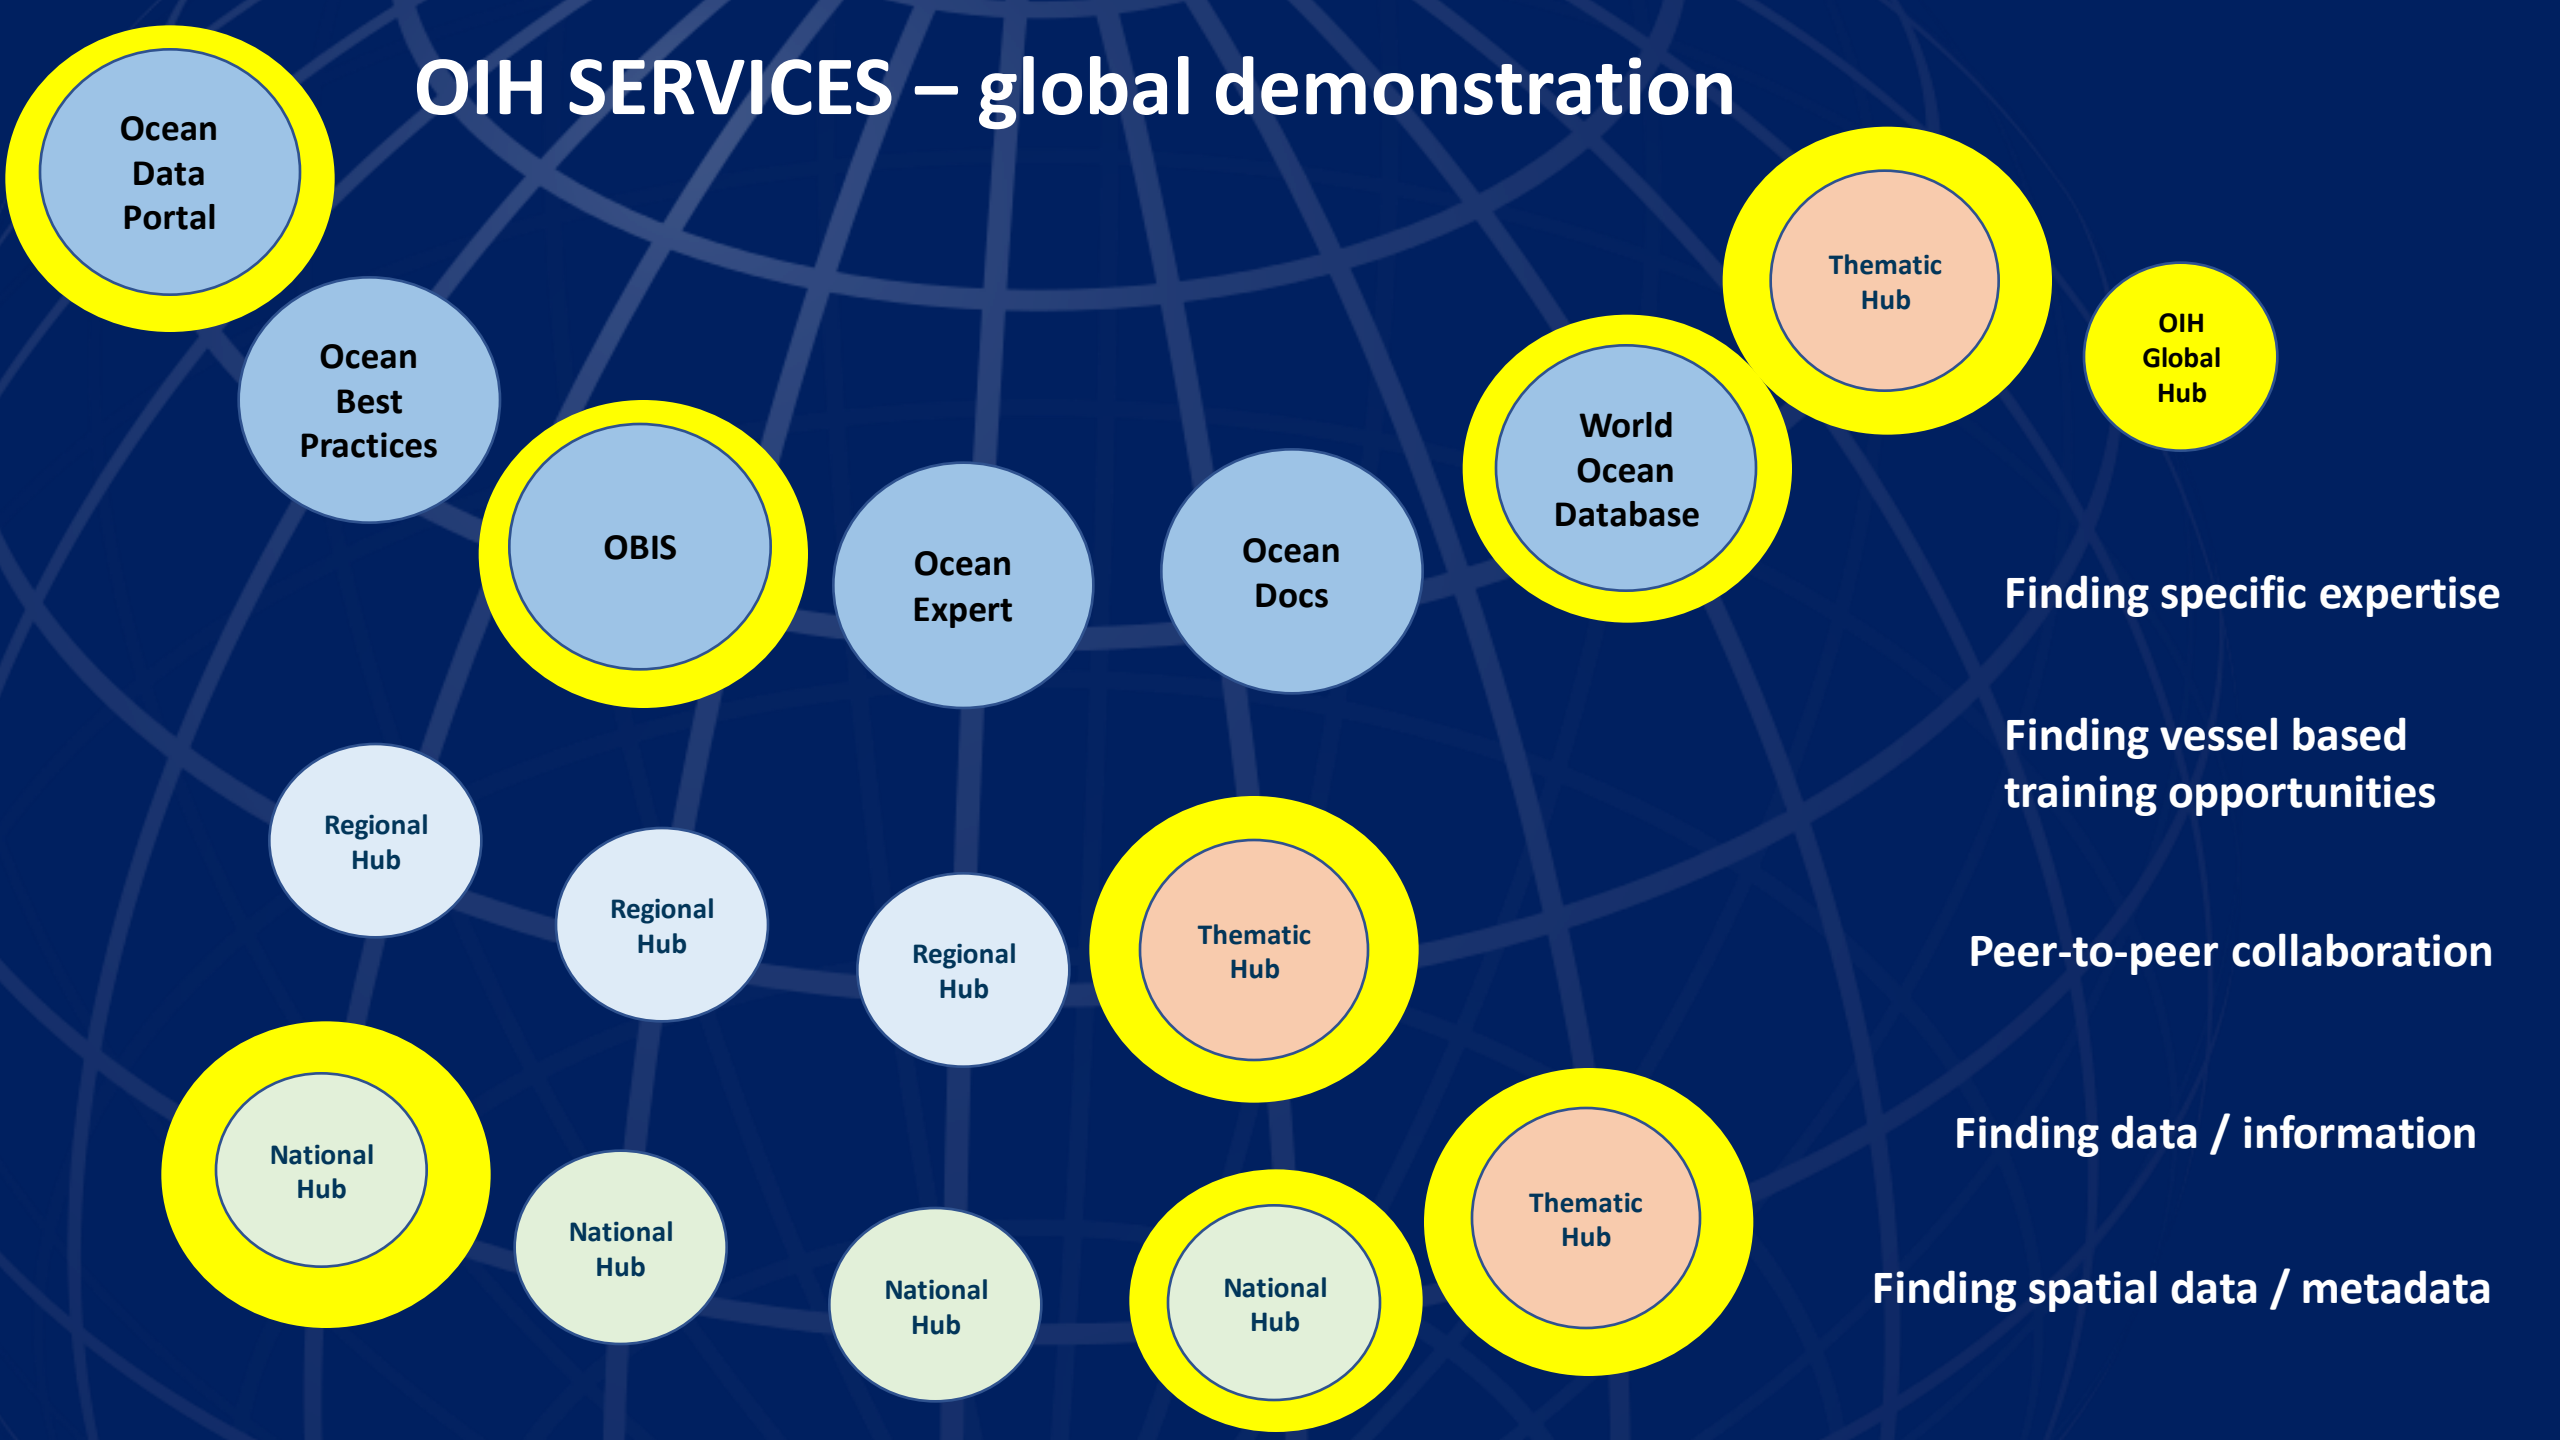 OIH SERVICES – global demonstration
Ocean
Data
Portal
Ocean
Best
Practices
OBIS
Ocean
Expert
Ocean
Docs
World
Ocean
Database
Thematic
Hub
OIH
Global
Hub
Finding specific expertise
Finding vessel based
training opportunities
Regional
Hub
Regional
Hub
Regional
Hub
Thematic
Hub
Peer-to-peer collaboration
National
Hub
National
Hub
National
Hub
National
Hub
Thematic
Hub
Finding data / information
Finding spatial data / metadata